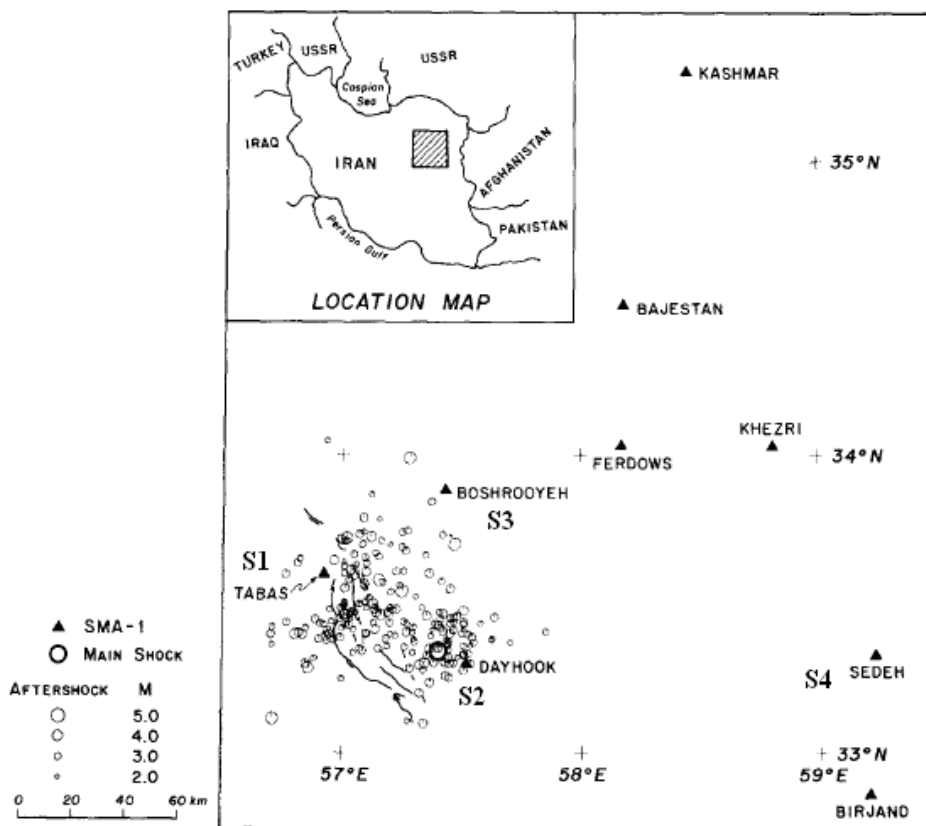 TURKEY
USSR
USSR
Caspian
Sea
IRAQ
IRAN
AFGHANISTAN
PAKISTAN
Persian Gulf
LOCATION MAP
KASHMAR
35°N
BAJESTAN
KHEZRI
FERDOWS
34°N
BOSHROOYEH
S3
S1
TABAS
SMA-1
MAIN SHOCK
DAYHOOK
S2
S4
SEDEH
AFTERSHOCK M
5.0
4.0
3.0
2.0
33°N
57°E
58°E
59°E
0 20 40 60 km
BIRJAND